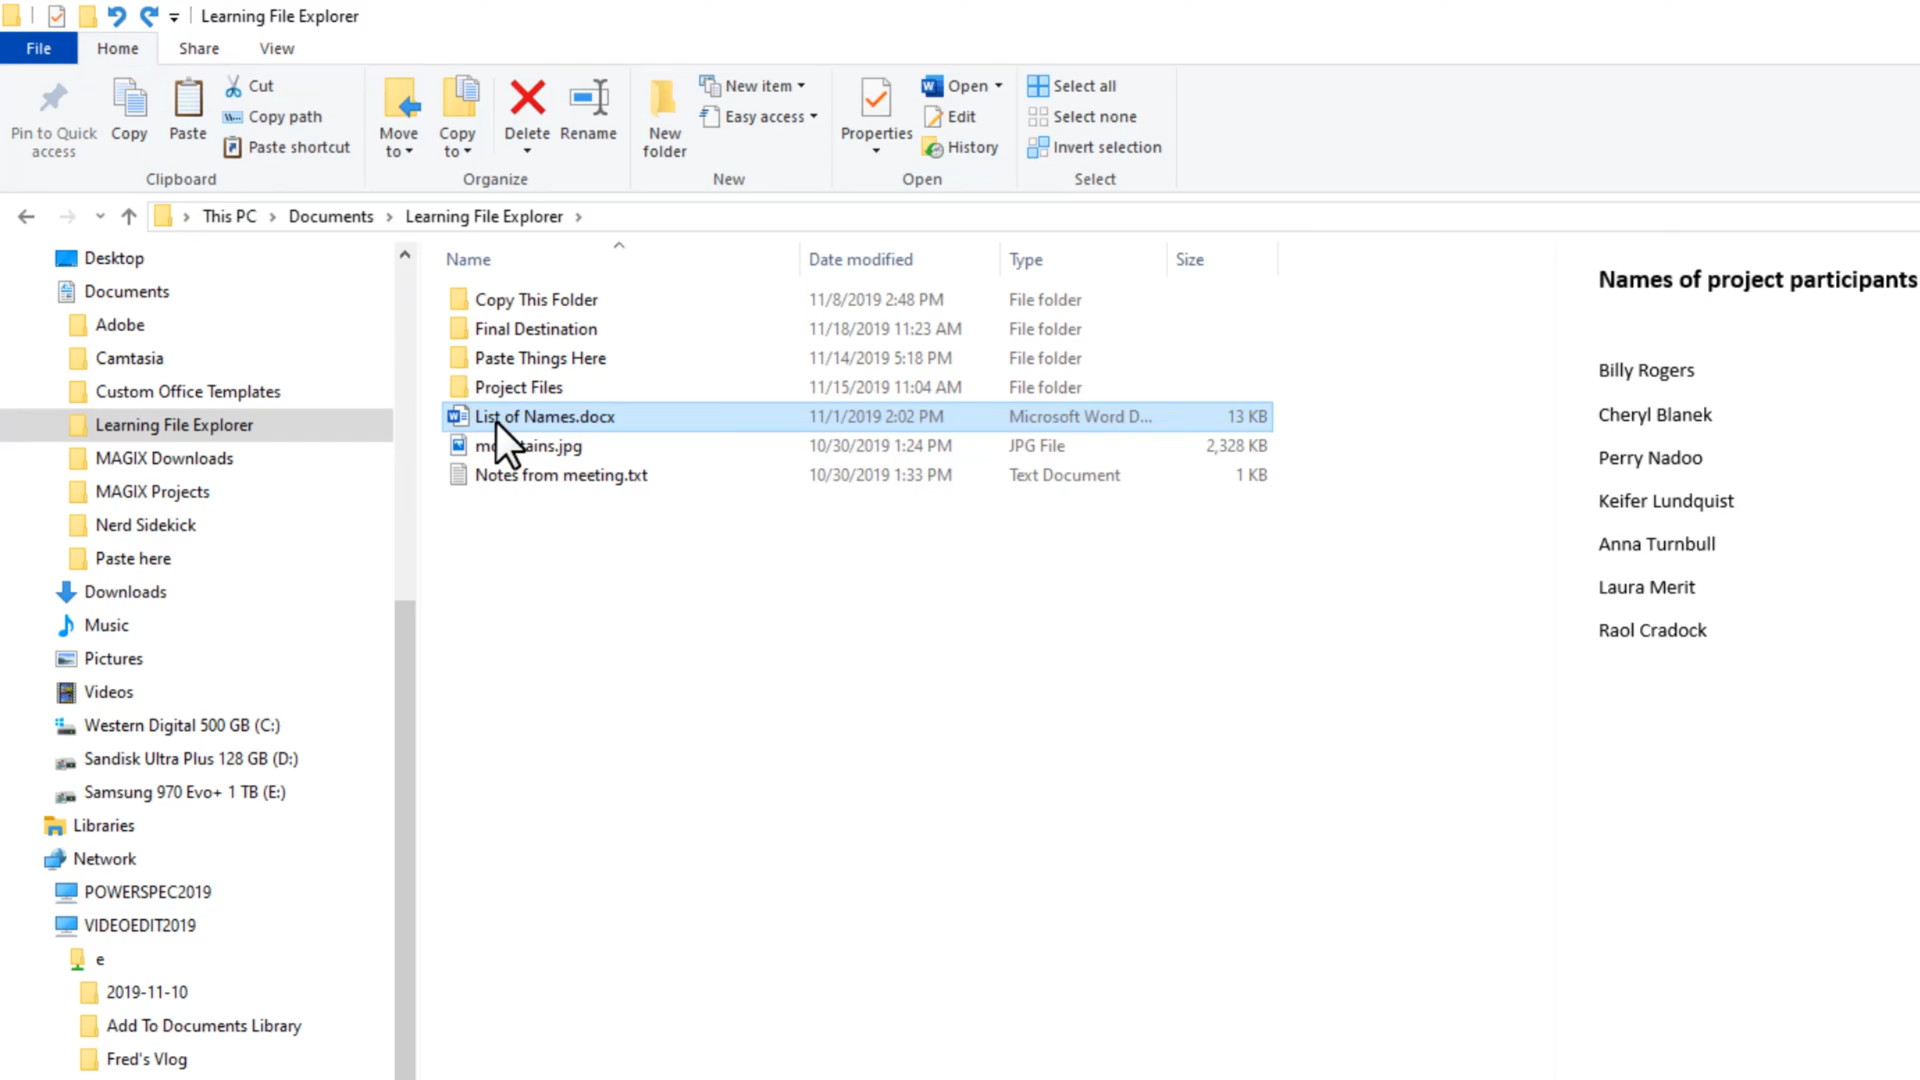 Learning File Explorer
File Home Share View
Pin to Quick access
Copy
Paste
Cut
Copy path
Paste shortcut
Clipboard
Move to
Copy to
Delete
Rename
Organize
New folder
New item
Easy access
New
Properties
Open
Edit
History
Open
Select all
Select none
Invert selection
Select
This PC > Documents > Learning File Explorer >
Desktop
Documents
Adobe
Camtasia
Custom Office Templates
Learning File Explorer
MAGIX Downloads
MAGIX Projects
Nerd Sidekick
Paste here
Downloads
Music
Pictures
Videos
Western Digital 500 GB (C:)
Sandisk Ultra Plus 128 GB (D:)
Samsung 970 Evo+ 1 TB (E:)
Libraries
Network
POWERSPEC2019
VIDEOEDIT2019
e
2019-11-10
Add To Documents Library
Fred's Vlog
Name Date modified Type Size
Copy This Folder 11/8/2019 2:48 PM File folder
Final Destination 11/18/2019 11:23 AM File folder
Paste Things Here 11/14/2019 5:18 PM File folder
Project Files 11/15/2019 11:04 AM File folder
List of Names.docx 11/1/2019 2:02 PM Microsoft Word D... 13 KB
10/30/2019 1:24 PM JPG File 2,328 KB
Notes from meeting.txt 10/30/2019 1:33 PM Text Document 1 KB
Names of project participants
Billy Rogers
Cheryl Blanek
Perry Nadoo
Keifer Lundquist
Anna Turnbull
Laura Merit
Raol Cradock